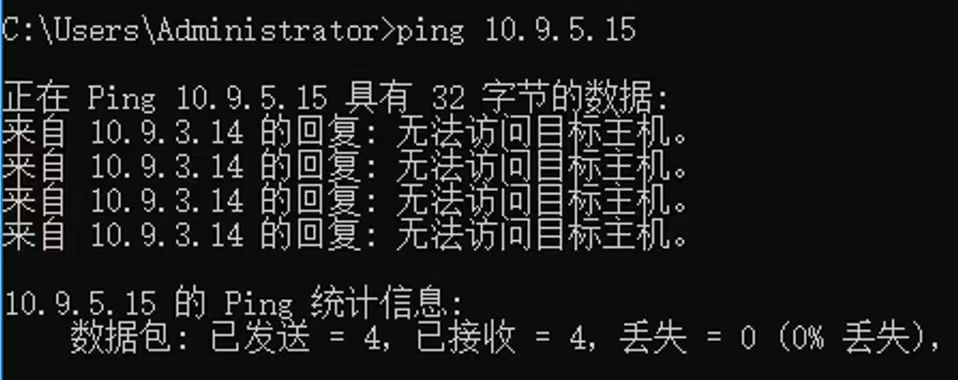 C:\Users\Administrator>ping 10.9.5.15
正在 Ping 10.9.5.15 具有 32 字节的数据:
来自 10.9.3.14 的回复: 无法访问目标主机。
来自 10.9.3.14 的回复: 无法访问目标主机。
来自 10.9.3.14 的回复: 无法访问目标主机。
来自 10.9.3.14 的回复: 无法访问目标主机。
10.9.5.15 的 Ping 统计信息:
数据包: 已发送 = 4, 已接收 = 4, 丢失 = 0 (0% 丢失),